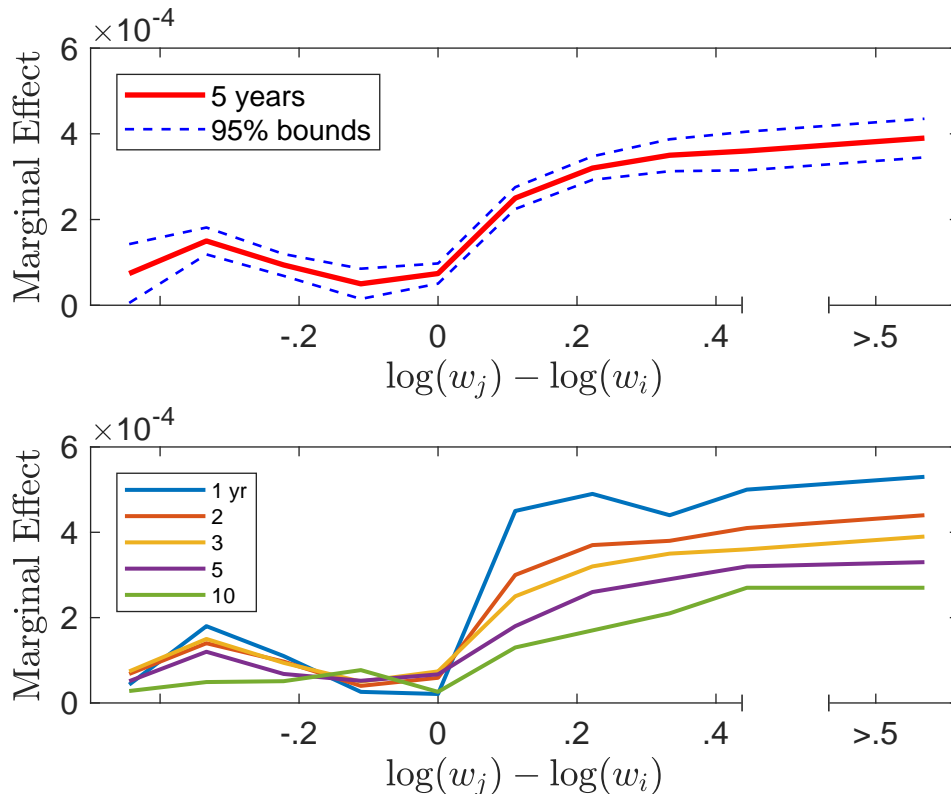 ×10⁻⁴
6
4
2
0
Marginal Effect
5 years
95% bounds
-.2 0 .2 .4 >.5
log(w_j) − log(w_i)
×10⁻⁴
6
4
2
0
Marginal Effect
1 yr
2
3
5
10
-.2 0 .2 .4 >.5
log(w_j) − log(w_i)